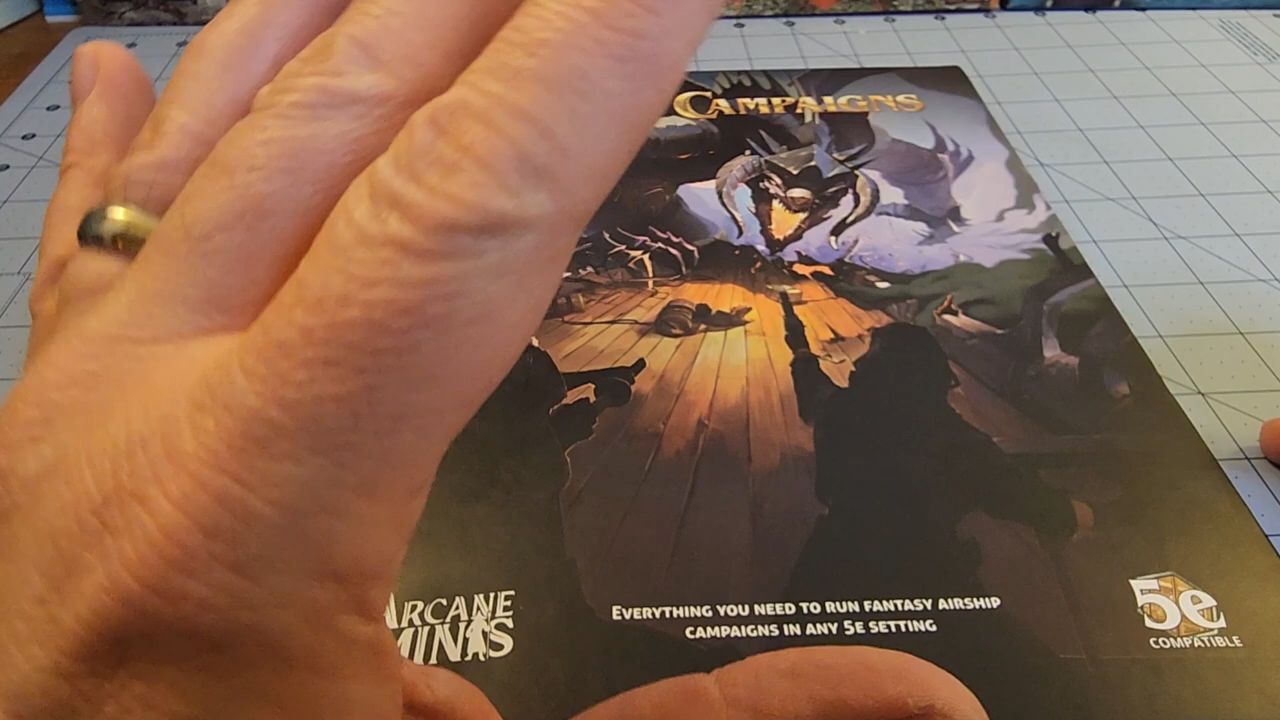 CAMPAIGNS
ARCANE
MINIS
EVERYTHING YOU NEED TO RUN FANTASY AIRSHIP
CAMPAIGNS IN ANY 5E SETTING
5e
COMPATIBLE